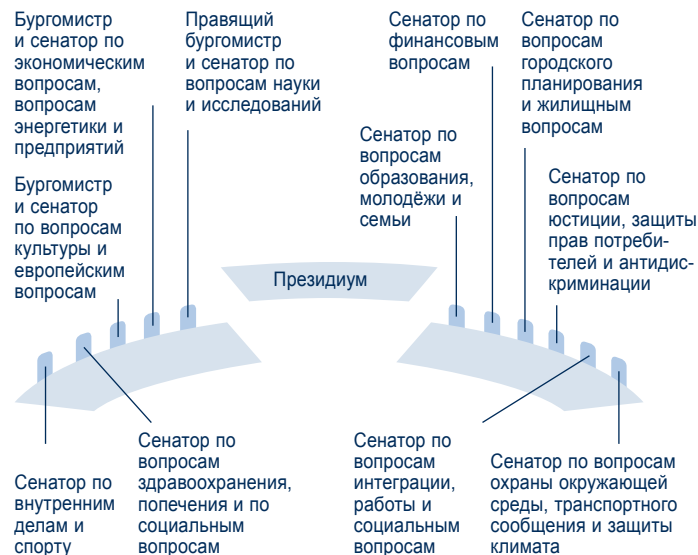 Бургомистр
и сенатор по
экономическим
вопросам,
вопросам
энергетики и
предприятий
Правящий
бургомистр
и сенатор по
вопросам науки
и исследований
Сенатор по
финансовым
вопросам
Сенатор по
вопросам
городского
планирования
и жилищным
вопросам
Бургомистр
и сенатор
по вопросам
культуры и
европейским
вопросам
Сенатор по
вопросам
образования,
молодёжи и
семьи
Сенатор по
вопросам
юстиции, защиты
прав потреби-
телей и антидис-
криминации
Президиум
Сенатор по
внутренним
делам и
спорту
Сенатор по
вопросам
здравоохранения,
попечения и по
социальным
вопросам
Сенатор по
вопросам
интеграции,
работы и
социальным
вопросам
Сенатор по вопросам
охраны окружающей
среды, транспортного
сообщения и защиты
климата